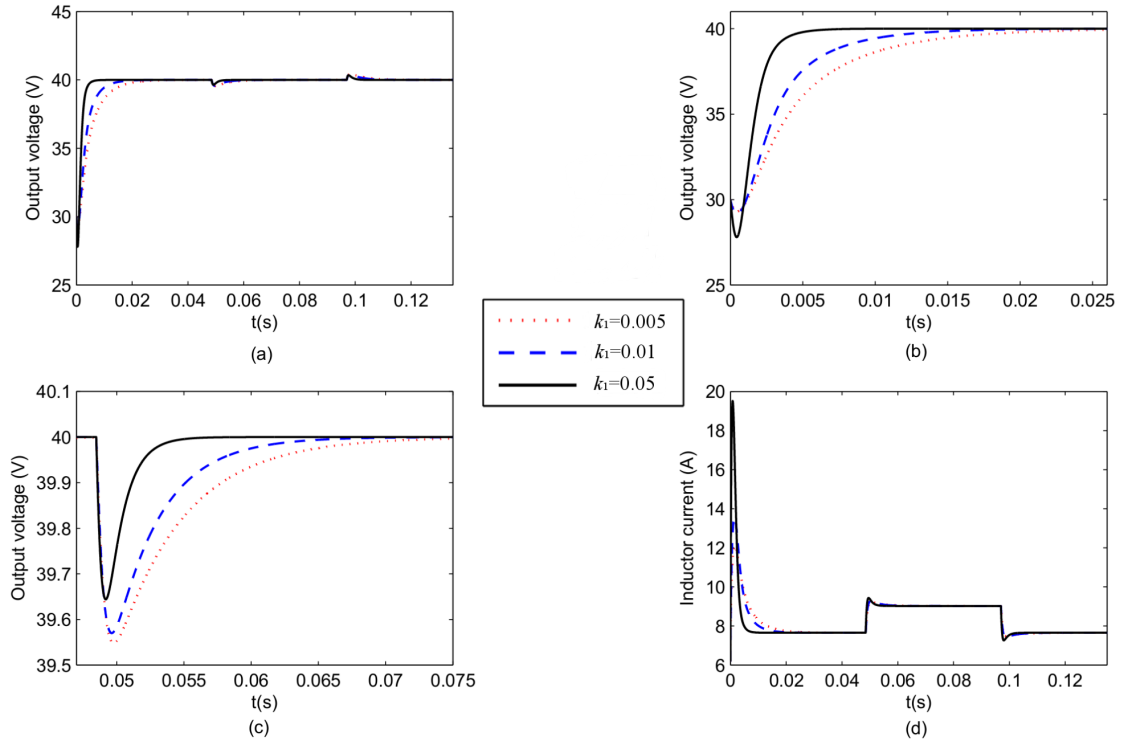 45
40
35
30
25
Output voltage (V)
0 0.02 0.04 0.06 0.08 0.1 0.12
t(s)
(a)
40
35
30
25
Output voltage (V)
0 0.005 0.01 0.015 0.02 0.025
t(s)
(b)
k₁=0.005
k₁=0.01
k₁=0.05
40.1
40
39.9
39.8
39.7
39.6
39.5
Output voltage (V)
0.05 0.055 0.06 0.065 0.07 0.075
t(s)
(c)
20
18
16
14
12
10
8
6
Inductor current (A)
0 0.02 0.04 0.06 0.08 0.1 0.12
t(s)
(d)